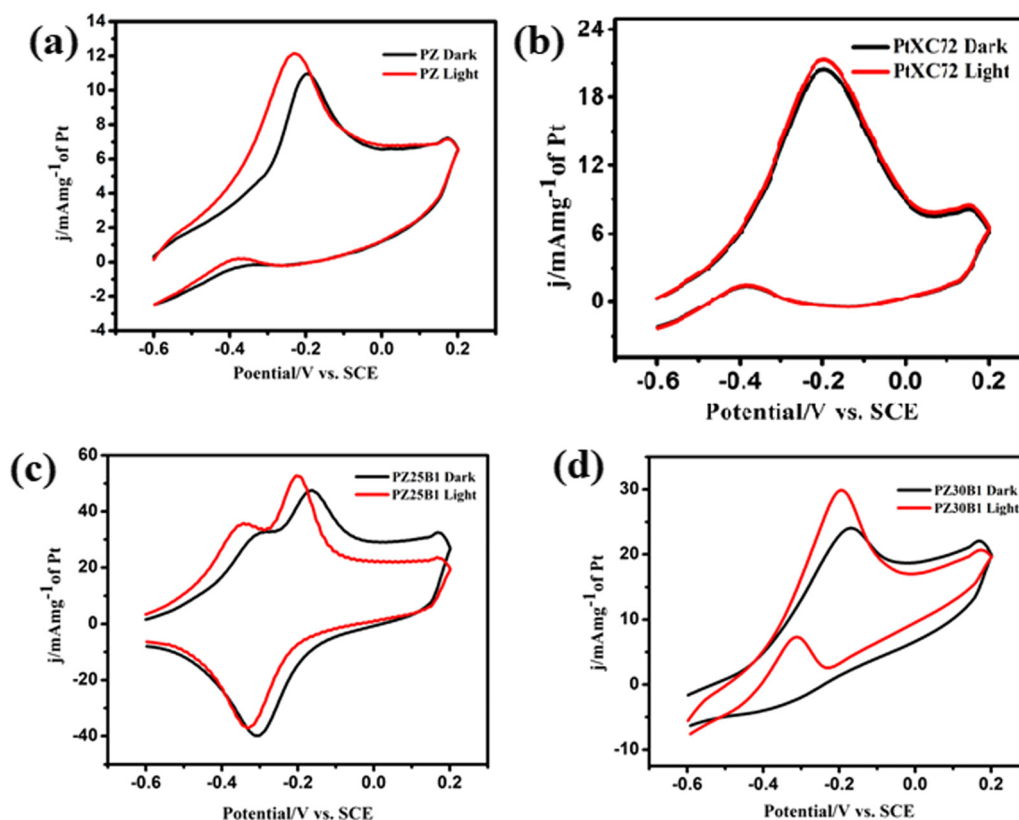 (a)
PZ Dark
PZ Light
j/mAmg-1of Pt
14
12
10
8
6
4
2
0
-2
-4
-0.6
-0.4
-0.2
0.0
0.2
Poential/V vs. SCE
(b)
PtXC72 Dark
PtXC72 Light
j/mAmg-1of Pt
24
18
12
6
0
-0.6
-0.4
-0.2
0.0
0.2
Potential/V vs. SCE
(c)
PZ25B1 Dark
PZ25B1 Light
j/mAmg-1of Pt
60
40
20
0
-20
-40
-0.6
-0.4
-0.2
0.0
0.2
Potential/V vs. SCE
(d)
PZ30B1 Dark
PZ30B1 Light
j/mAmg-1of Pt
30
20
10
0
-10
-0.6
-0.4
-0.2
0.0
0.2
Potential/V vs. SCE